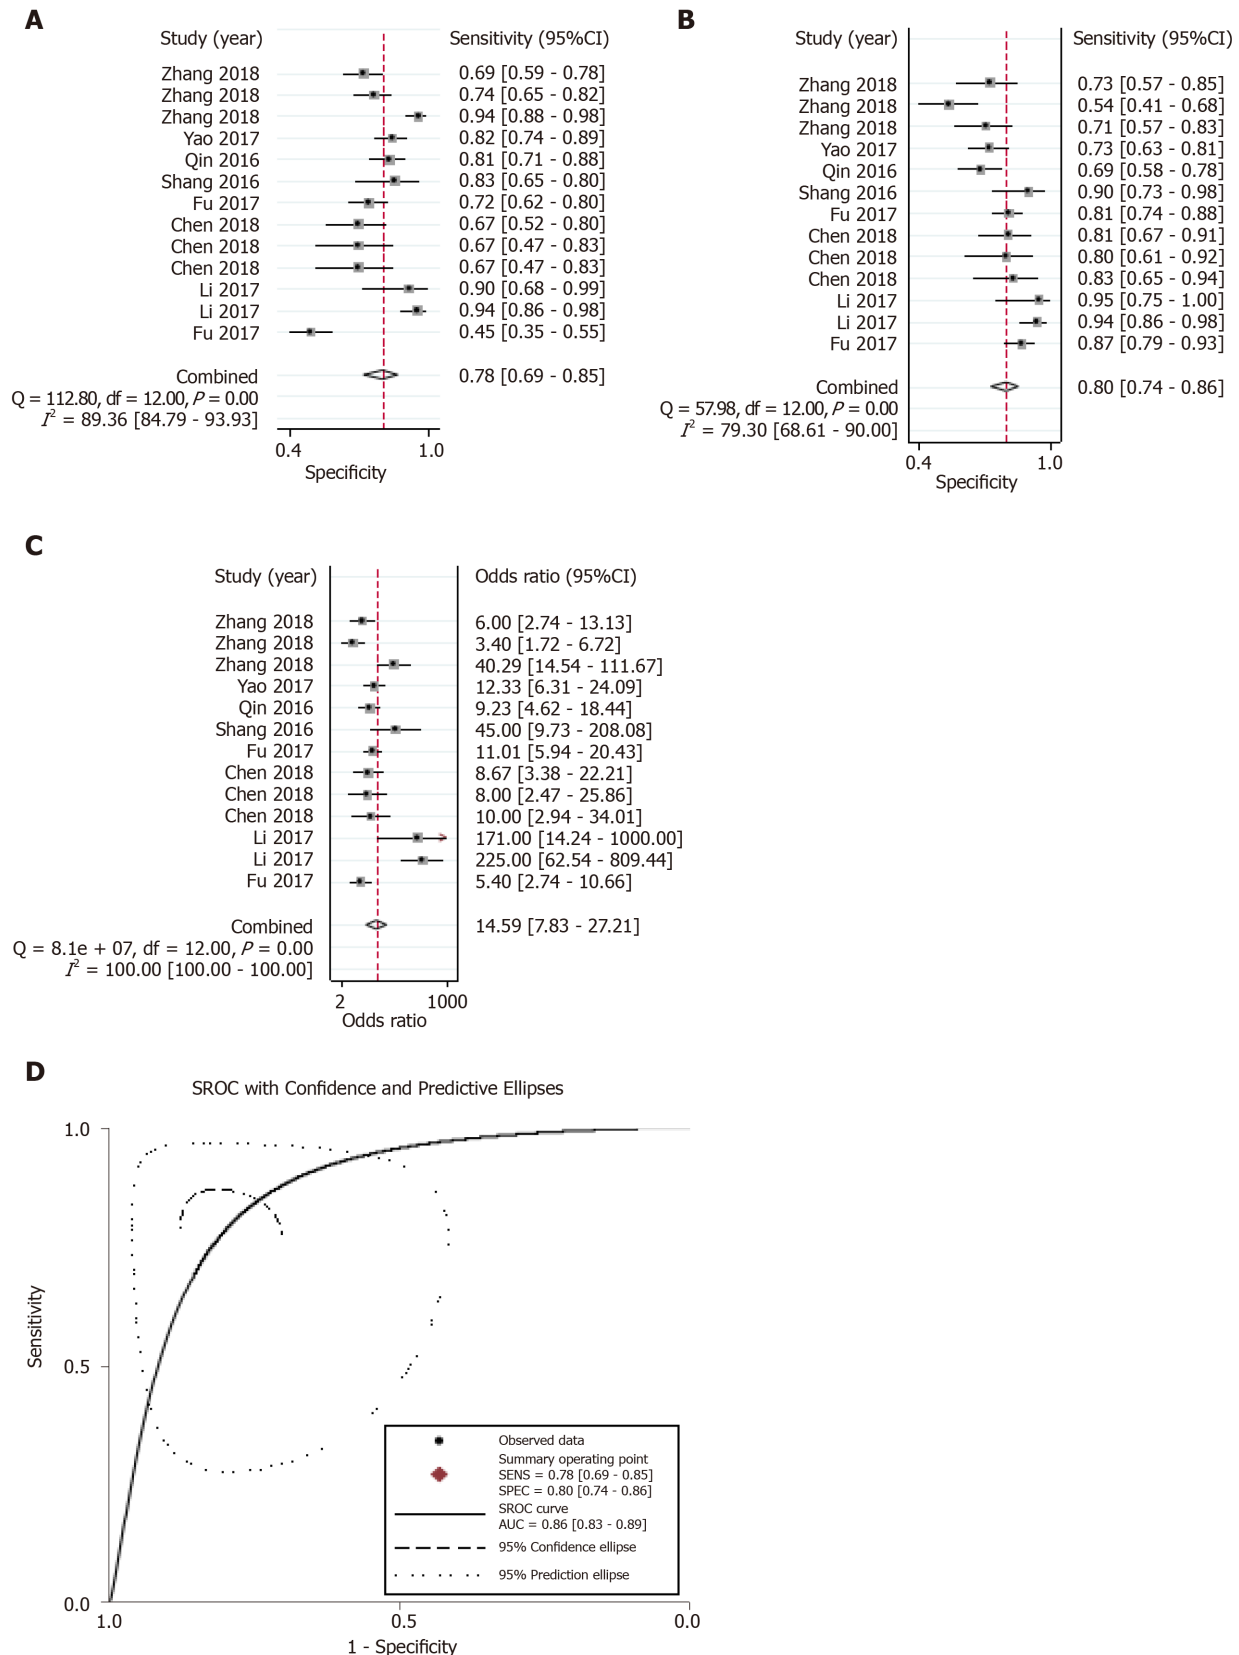 A
Study (year) Sensitivity (95%CI)
Zhang 2018 0.69 [0.59 - 0.78]
Zhang 2018 0.74 [0.65 - 0.82]
Zhang 2018 0.94 [0.88 - 0.98]
Yao 2017 0.82 [0.74 - 0.89]
Qin 2016 0.81 [0.71 - 0.88]
Shang 2016 0.83 [0.65 - 0.80]
Fu 2017 0.72 [0.62 - 0.80]
Chen 2018 0.67 [0.52 - 0.80]
Chen 2018 0.67 [0.47 - 0.83]
Chen 2018 0.67 [0.47 - 0.83]
Li 2017 0.90 [0.68 - 0.99]
Li 2017 0.94 [0.86 - 0.98]
Fu 2017 0.45 [0.35 - 0.55]
Combined 0.78 [0.69 - 0.85]
Q = 112.80, df = 12.00, P = 0.00
I² = 89.36 [84.79 - 93.93]
0.4 1.0
Specificity
B
Study (year) Sensitivity (95%CI)
Zhang 2018 0.73 [0.57 - 0.85]
Zhang 2018 0.54 [0.41 - 0.68]
Zhang 2018 0.71 [0.57 - 0.83]
Yao 2017 0.73 [0.63 - 0.81]
Qin 2016 0.69 [0.58 - 0.78]
Shang 2016 0.90 [0.73 - 0.98]
Fu 2017 0.81 [0.74 - 0.88]
Chen 2018 0.81 [0.67 - 0.91]
Chen 2018 0.80 [0.61 - 0.92]
Chen 2018 0.83 [0.65 - 0.94]
Li 2017 0.95 [0.75 - 1.00]
Li 2017 0.94 [0.86 - 0.98]
Fu 2017 0.87 [0.79 - 0.93]
Combined 0.80 [0.74 - 0.86]
Q = 57.98, df = 12.00, P = 0.00
I² = 79.30 [68.61 - 90.00]
0.4 1.0
Specificity
C
Study (year) Odds ratio (95%CI)
Zhang 2018 6.00 [2.74 - 13.13]
Zhang 2018 3.40 [1.72 - 6.72]
Zhang 2018 40.29 [14.54 - 111.67]
Yao 2017 12.33 [6.31 - 24.09]
Qin 2016 9.23 [4.62 - 18.44]
Shang 2016 45.00 [9.73 - 208.08]
Fu 2017 11.01 [5.94 - 20.43]
Chen 2018 8.67 [3.38 - 22.21]
Chen 2018 8.00 [2.47 - 25.86]
Chen 2018 10.00 [2.94 - 34.01]
Li 2017 171.00 [14.24 - 1000.00]
Li 2017 225.00 [62.54 - 809.44]
Fu 2017 5.40 [2.74 - 10.66]
Combined 14.59 [7.83 - 27.21]
Q = 8.1e + 07, df = 12.00, P = 0.00
I² = 100.00 [100.00 - 100.00]
2 1000
Odds ratio
D
SROC with Confidence and Predictive Ellipses
1.0
Sensitivity
0.5
0.0
Observed data
Summary operating point
SENS = 0.78 [0.69 - 0.85]
SPEC = 0.80 [0.74 - 0.86]
SROC curve
AUC = 0.86 [0.83 - 0.89]
95% Confidence ellipse
95% Prediction ellipse
1.0 0.5 0.0
1 - Specificity